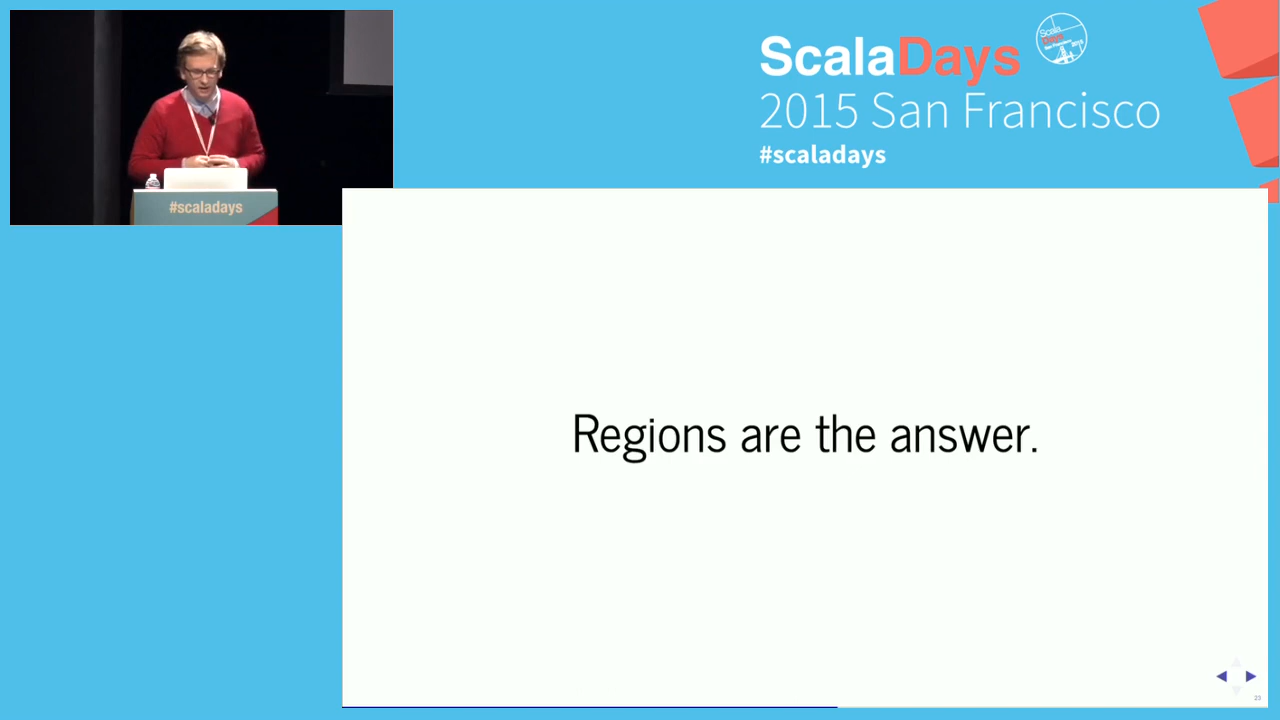 ScalaDays
2015 San Francisco
#scaladays
#scaladays
Regions are the answer.